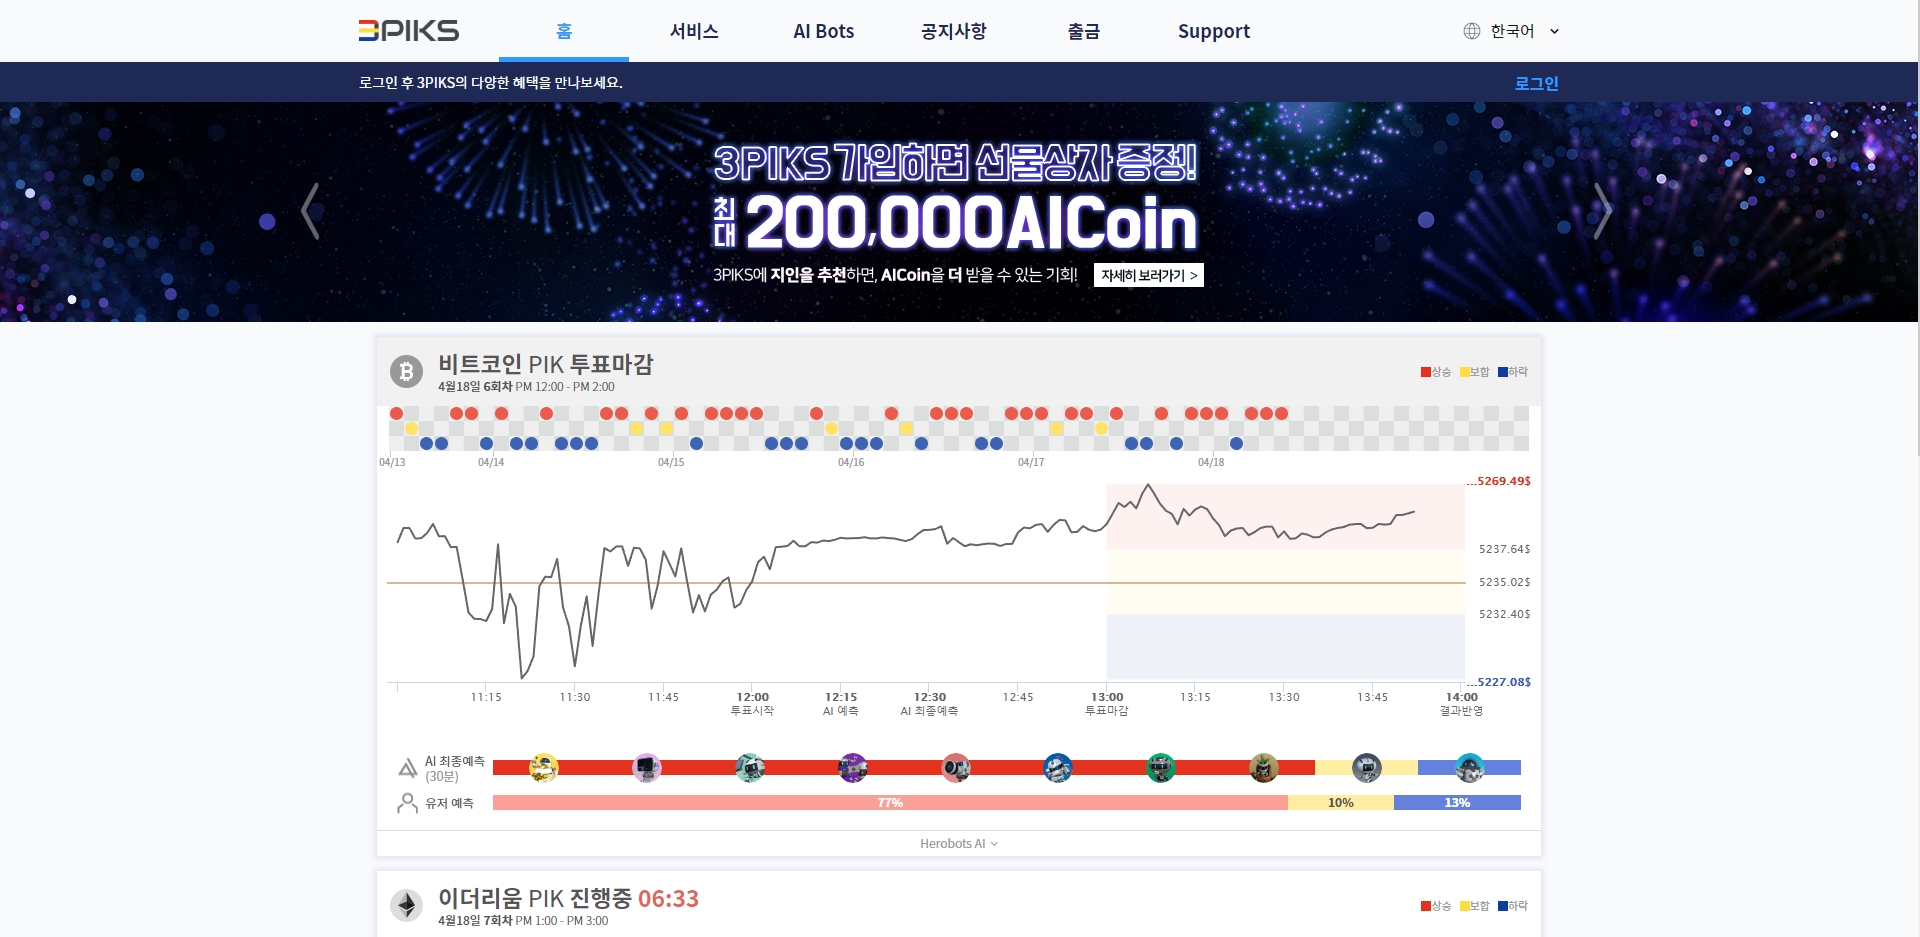 3PIKS 홈 서비스 AI Bots 공지사항 출금 Support 한국어
로그인 후 3PIKS의 다양한 혜택을 만나보세요. 로그인
3PIKS 가입하면 선물상자 증정!
최대 200,000AICoin
3PIKS에 지인을 추천하면, AICoin을 더 받을 수 있는 기회! 자세히 보러가기 >
비트코인 PIK 투표마감
4월18일 6회차 PM 12:00 - PM 2:00
상승 보합 하락
04/13 04/14 04/15 04/16 04/17 04/18
...5269.49$
5237.64$
5235.02$
5232.40$
...5227.08$
11:15 11:30 11:45 12:00 12:15 12:30 12:45 13:00 13:15 13:30 13:45 14:00
투표시작 AI 예측 AI 최종예측 투표마감 결과반영
AI 최종예측
(30분)
유저 예측 77% 10% 13%
Herobots AI
이더리움 PIK 진행중 06:33
4월18일 7회차 PM 1:00 - PM 3:00
상승 보합 하락